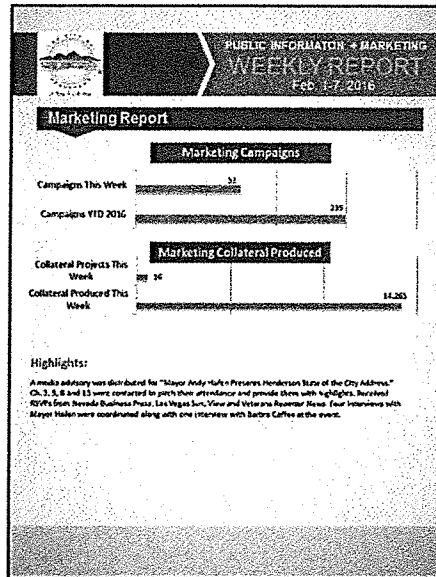 PUBLIC INFORMATON + MARKETING
WEEKLY REPORT
Feb. 1-7, 2016
Marketing Report
Marketing Campaigns
Campaigns This Week
Campaigns YTD 2016
Marketing Collateral Produced
Collateral Projects This
Week
16
Collateral Produced This
Week
14,265
Highlights:
A media advisory was distributed for "Mayor Andy Hafen Presents Henderson State of the City Address."
Ch. 3, 5, 8 and 13 were contacted to pitch their attendance and provide them with highlights. Received
RSVPs from Nevada Business Press, Las Vegas Sun, View and Veterans Reporter News. Four interviews with
Mayor Hafen were coordinated along with one interview with Barbra Coffee at the event.